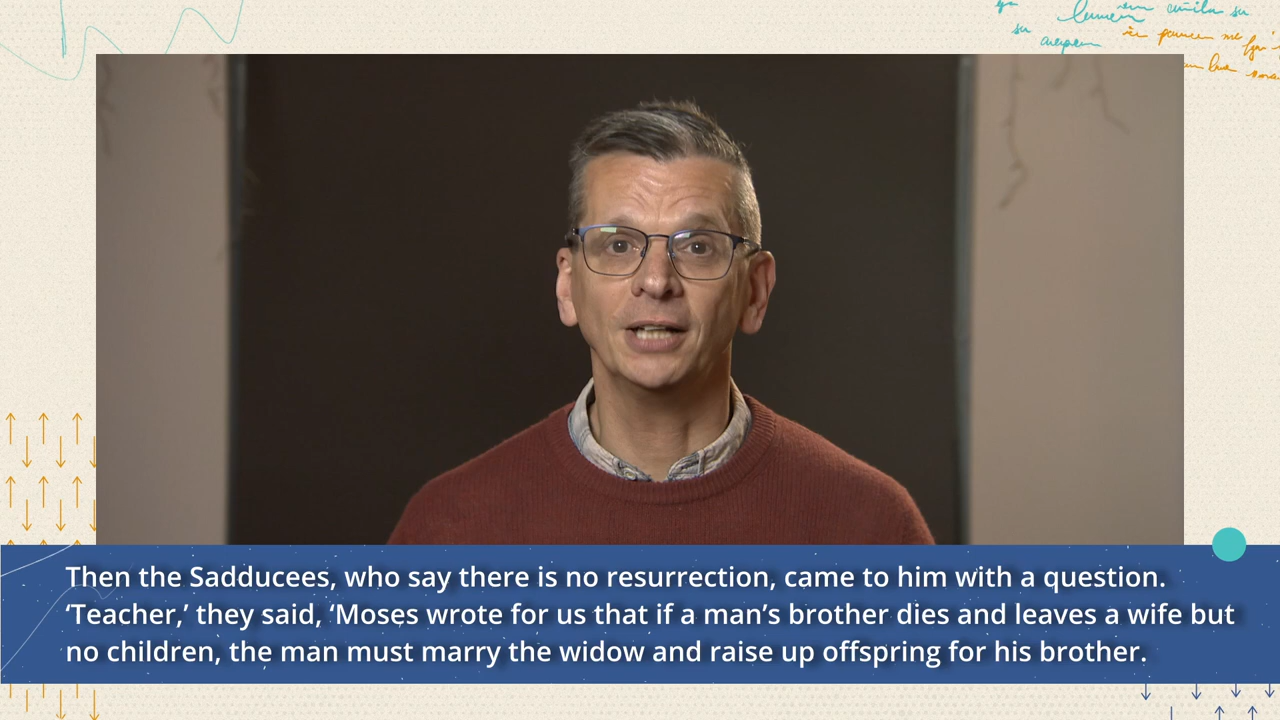 Then the Sadducees, who say there is no resurrection, came to him with a question.
‘Teacher,’ they said, ‘Moses wrote for us that if a man’s brother dies and leaves a wife but
no children, the man must marry the widow and raise up offspring for his brother.